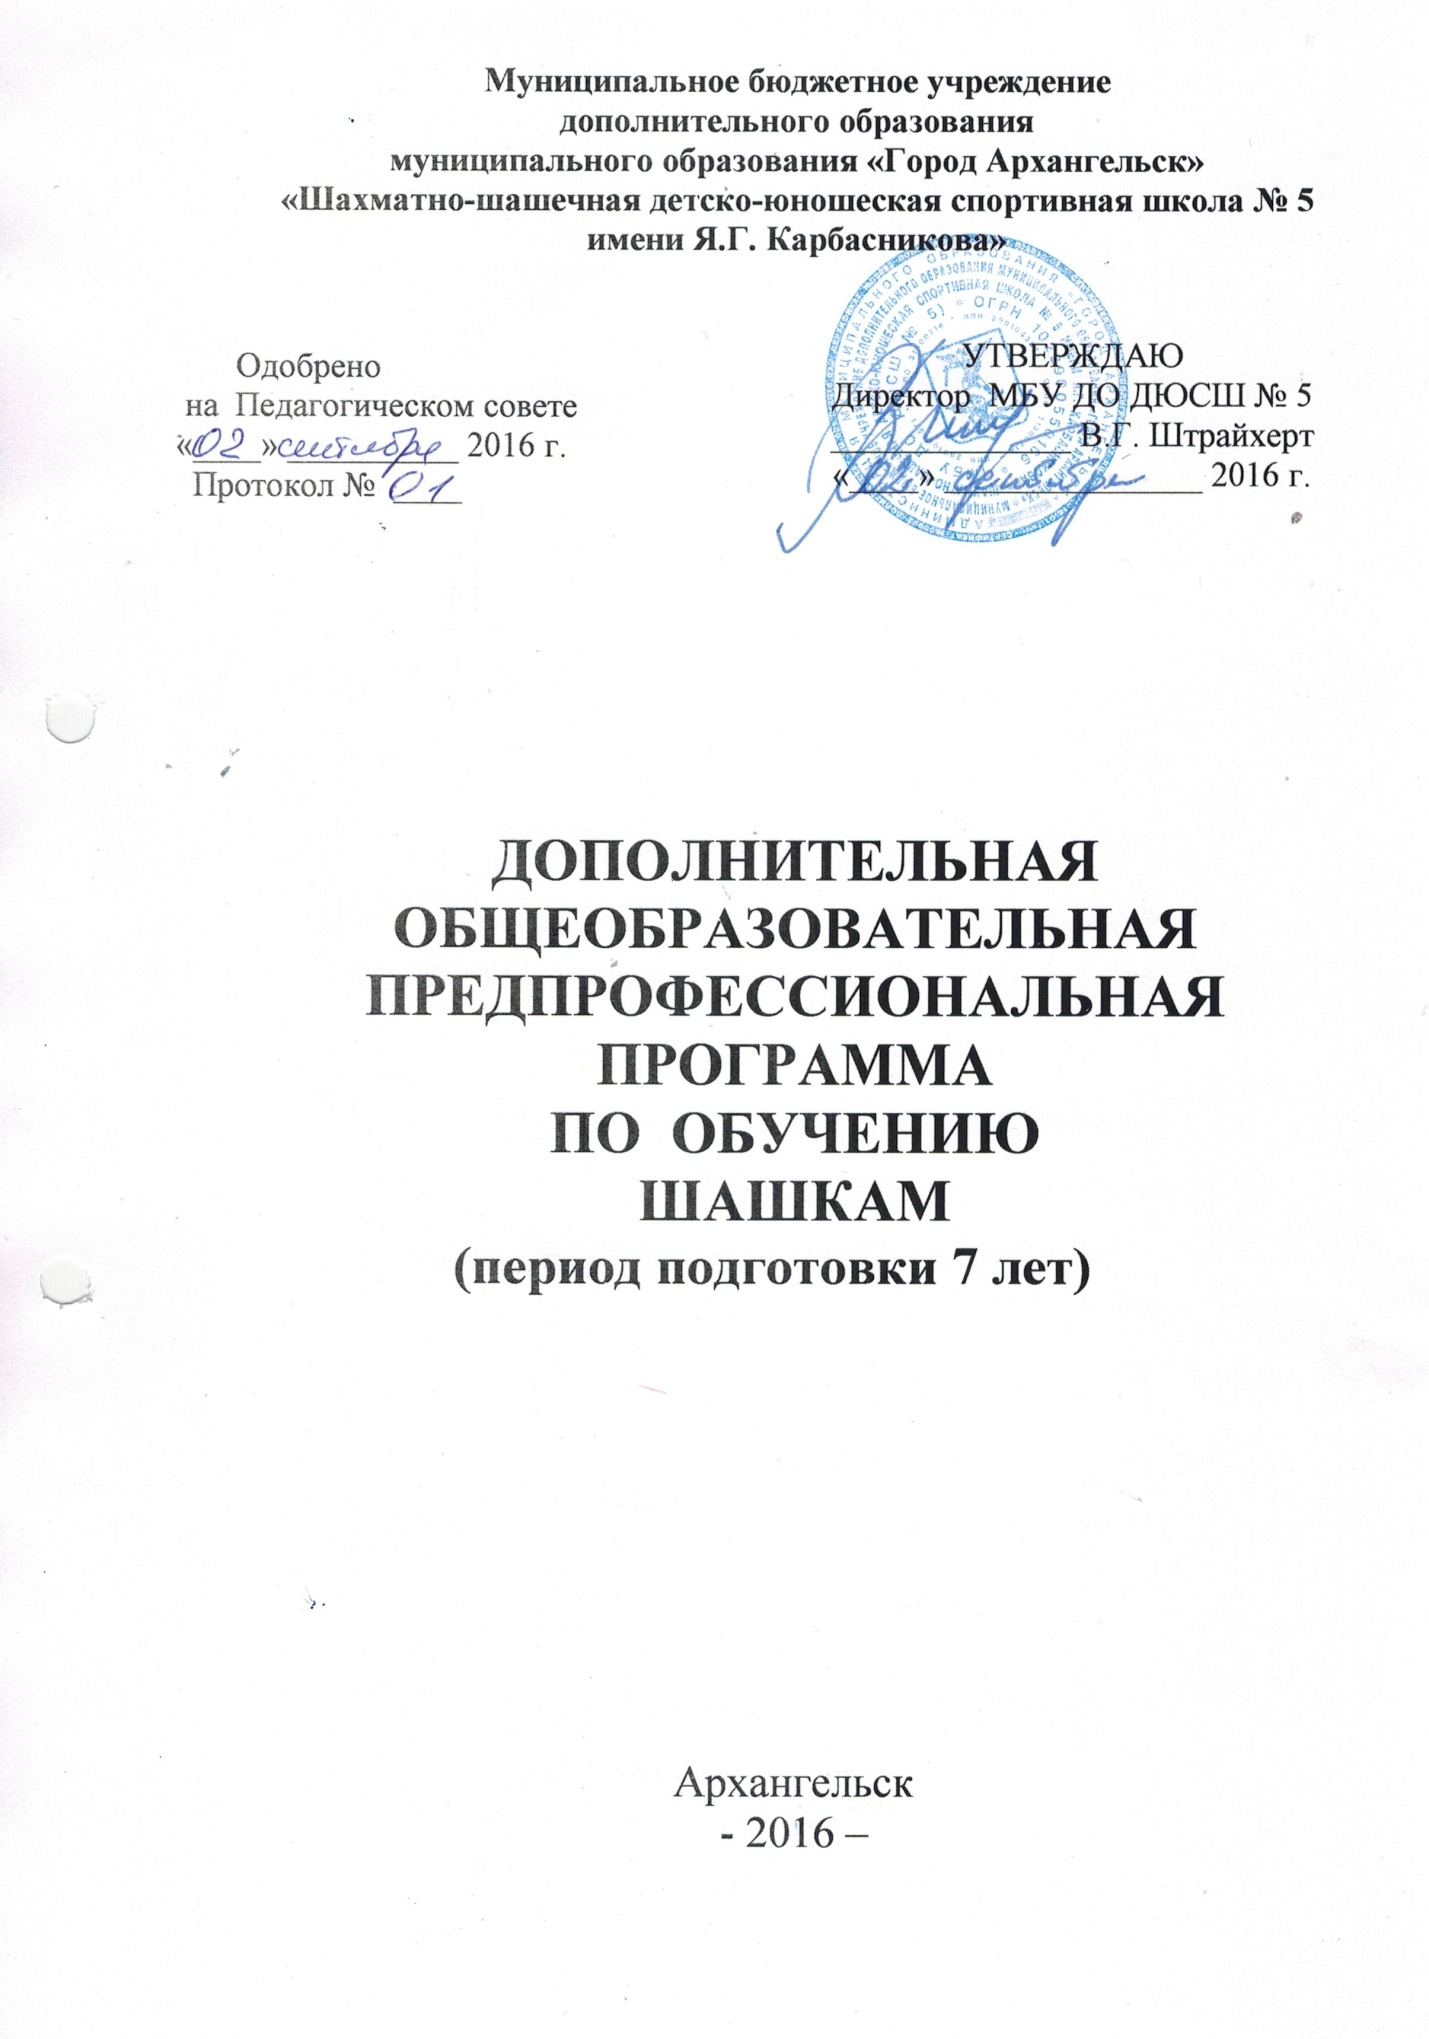 Муниципальное бюджетное учреждение
дополнительного образования
муниципального образования «Город Архангельск»
«Шахматно-шашечная детско-юношеская спортивная школа № 5
имени Я.Г. Карбасникова»
Одобрено
на Педагогическом совете
«02» сентября 2016 г.
Протокол № 01
УТВЕРЖДАЮ
Директор МБУ ДО ДЮСШ № 5
В.Г. Штрайхерт
«02» сентября 2016 г.
ДОПОЛНИТЕЛЬНАЯ
ОБЩЕОБРАЗОВАТЕЛЬНАЯ
ПРЕДПРОФЕССИОНАЛЬНАЯ
ПРОГРАММА
ПО ОБУЧЕНИЮ
ШАШКАМ
(период подготовки 7 лет)
Архангельск
- 2016 –